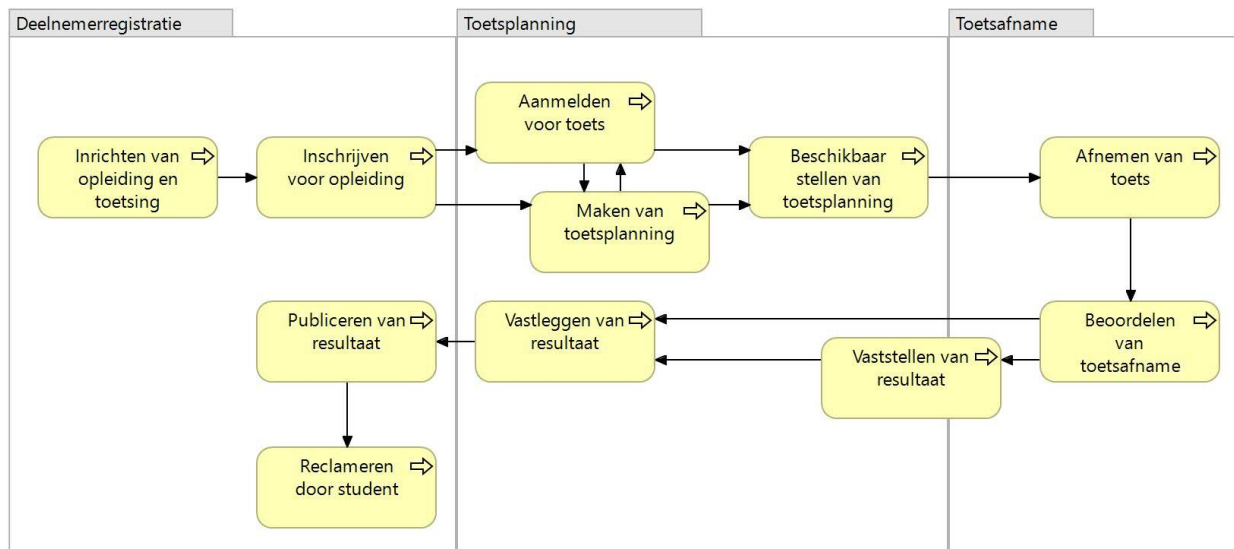 Deelnemerregistratie
Toetsplanning
Toetsafname
Aanmelden
voor toets
Inrichten van
opleiding en
toetsing
Inschrijven
voor opleiding
Beschikbaar
stellen van
toetsplanning
Afnemen van
toets
Maken van
toetsplanning
Publiceren van
resultaat
Vastleggen van
resultaat
Vaststellen van
resultaat
Beoordelen
van
toetsafname
Reclameren
door student